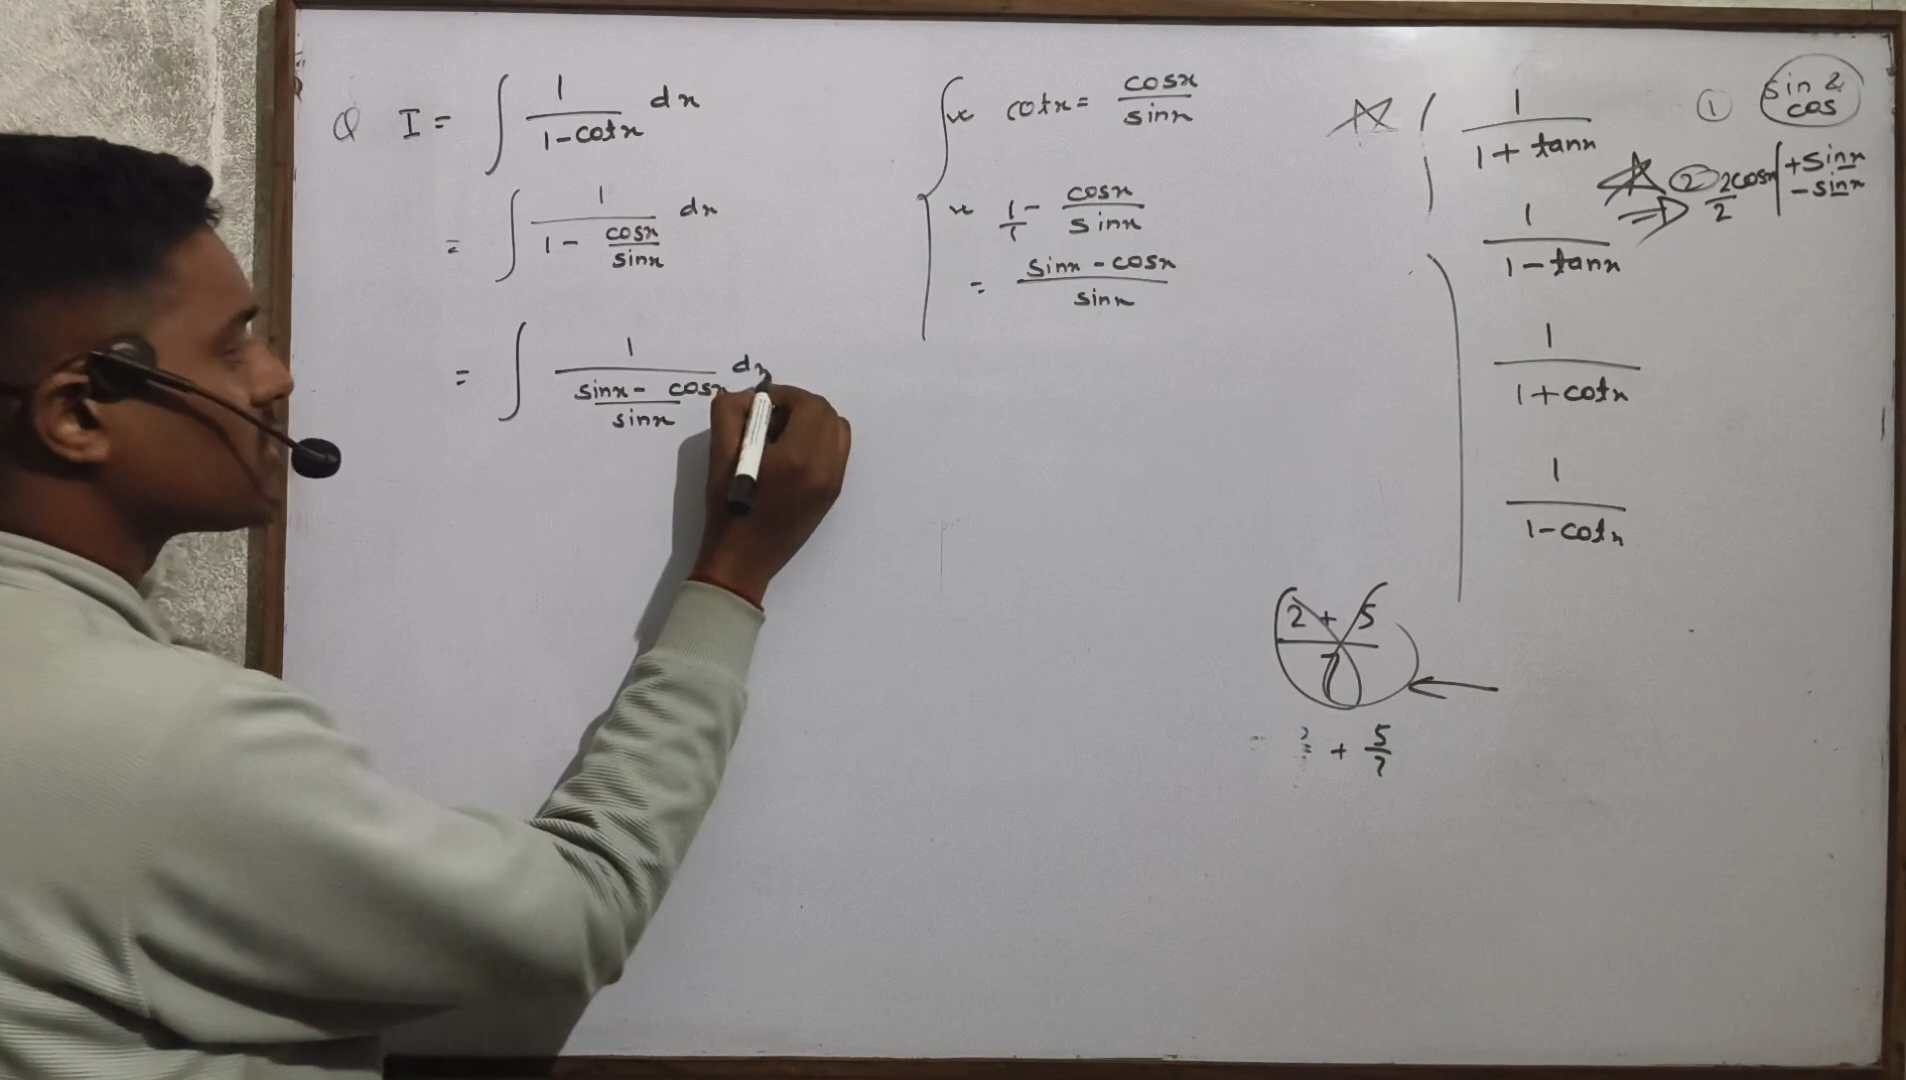 Q I = ∫ 1/(1-cotx) dx
= ∫ 1/(1 - cosx/sinx) dx
= ∫ 1/((sinx - cosx)/sinx) dx
cotx = cosx/sinx
1/1 - cosx/sinx
= (sinx - cosx)/sinx
1/(1 + tanx)
1/(1 - tanx)
1/(1 + cotx)
1/(1 - cotx)
① sin & cos
② 2cosx/2 +sinx -sinx
(2 + 5)/7
+ 5/7